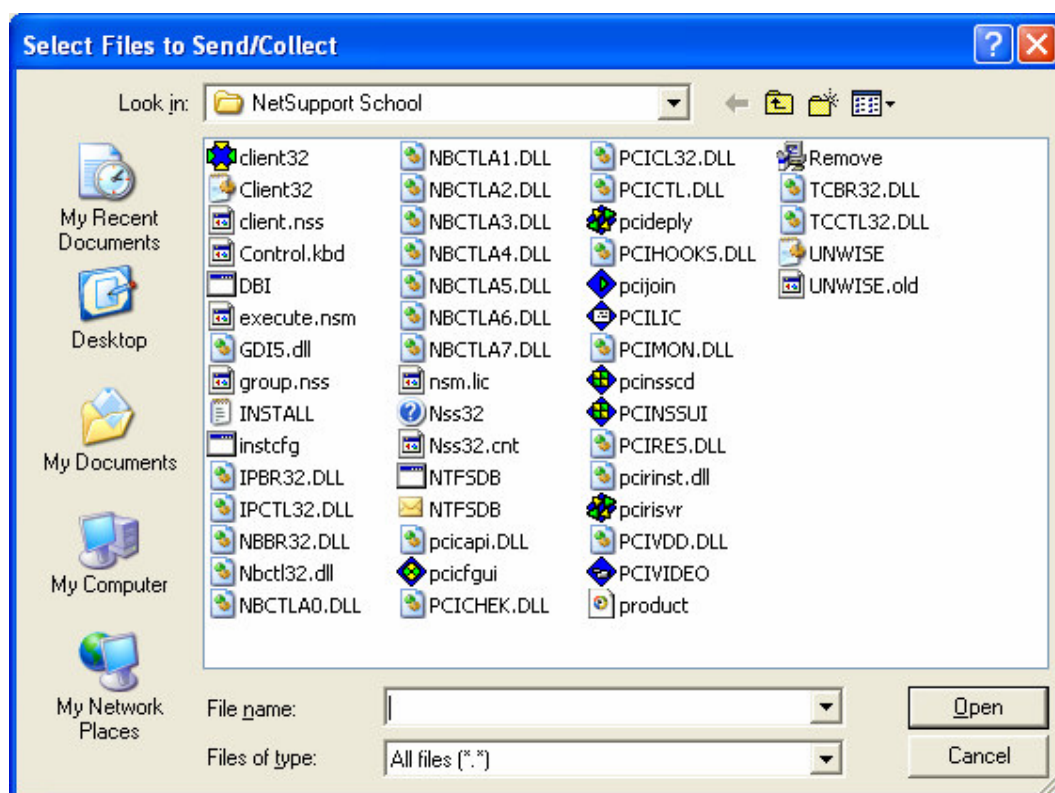 Select Files to Send/Collect
Look in:
NetSupport School
My Recent
Documents
Desktop
My Documents
My Computer
My Network
Places
client32
Client32
client.nss
Control.kbd
DBI
execute.nsm
GDI5.dll
group.nss
INSTALL
instcfg
IPBR32.DLL
IPCTL32.DLL
NBBR32.DLL
Nbctl32.dll
NBCTLA0.DLL
NBCTLA1.DLL
NBCTLA2.DLL
NBCTLA3.DLL
NBCTLA4.DLL
NBCTLA5.DLL
NBCTLA6.DLL
NBCTLA7.DLL
nsm.lic
Nss32
Nss32.cnt
NTFSDB
NTFSDB
pcicapi.DLL
pcicfgui
PCICHEK.DLL
PCICL32.DLL
PCICTL.DLL
pcideply
PCIHOOKS.DLL
pcijoin
PCILIC
PCIMON.DLL
pcinsscd
PCINSSUI
PCIRES.DLL
pcirinst.dll
pcirisvr
PCIVDD.DLL
PCIVIDEO
product
Remove
TCBR32.DLL
TCCTL32.DLL
UNWISE
UNWISE.old
File name:
Open
Files of type:
All files (*.*)
Cancel